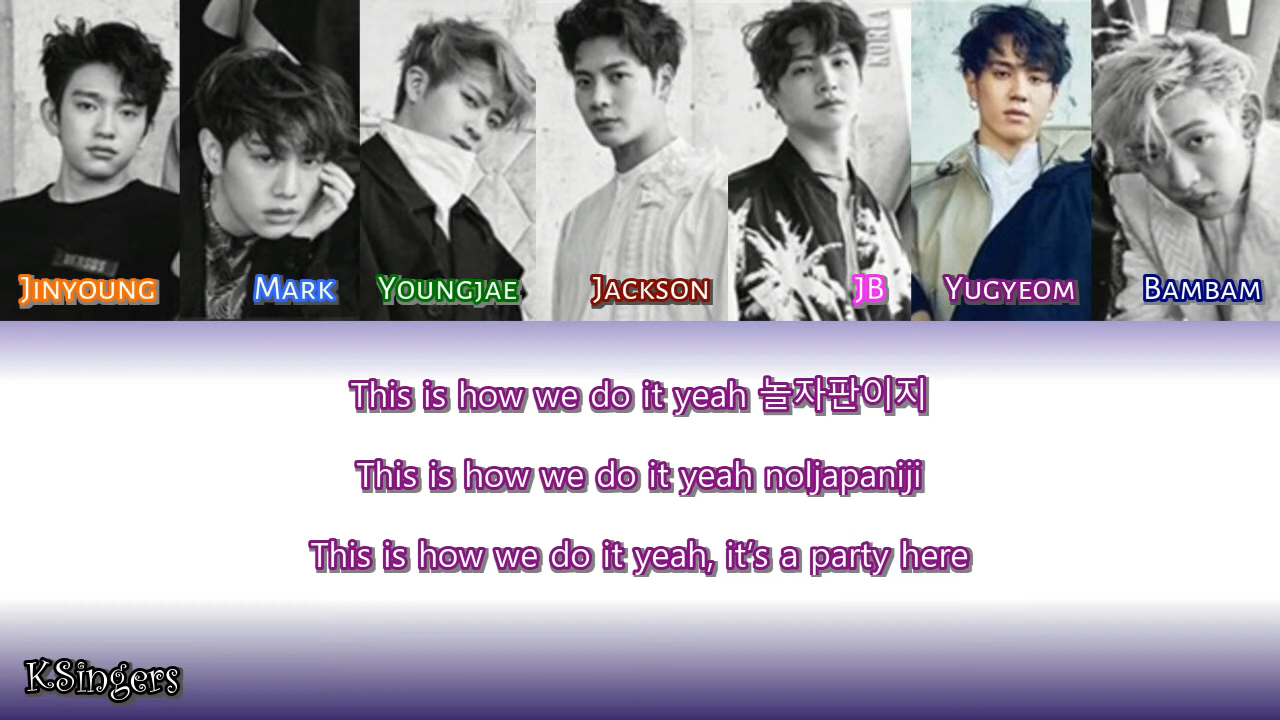 KOREA
VERSUS
Jinyoung
Mark
Youngjae
Jackson
JB
Yugyeom
Bambam
This is how we do it yeah 놀자판이지
This is how we do it yeah noljapaniji
This is how we do it yeah, it's a party here
KSingers